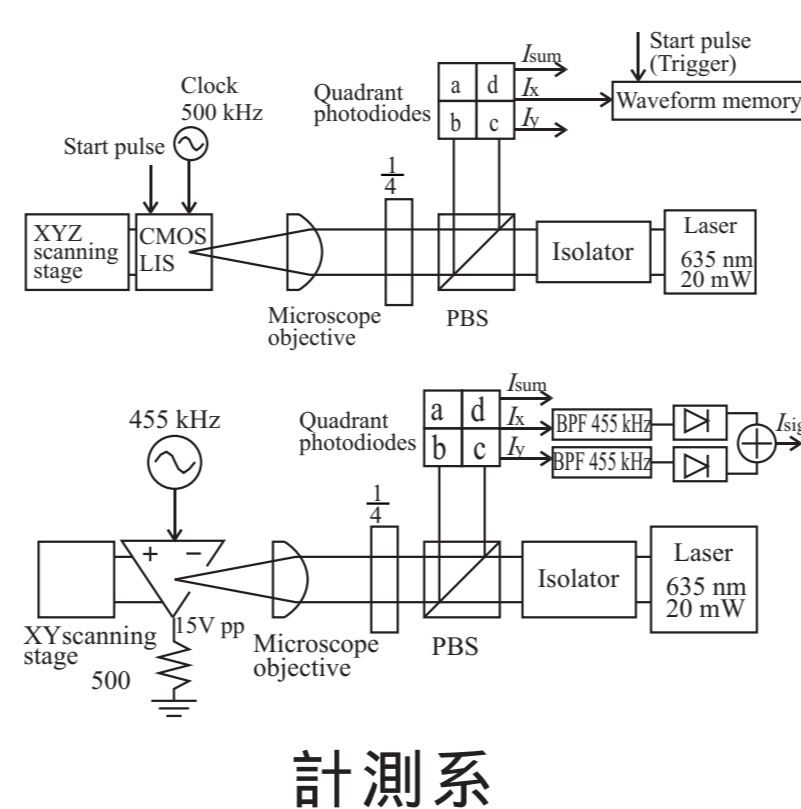 Start pulse
(Trigger)
Waveform memory
Isum
Ix
Iy
a d
b c
Quadrant
photodiodes
Clock
500 kHz
Start pulse
1
4
XYZ
scanning
stage
CMOS
LIS
Microscope
objective
PBS
Isolator
Laser
635 nm
20 mW
455 kHz
Quadrant
photodiodes
a d
b c
Isum
Ix
Iy
BPF 455 kHz
BPF 455 kHz
Isig
1
4
+ −
XYscanning
stage
15V pp
500
Microscope
objective
PBS
Isolator
Laser
635 nm
20 mW
計測系